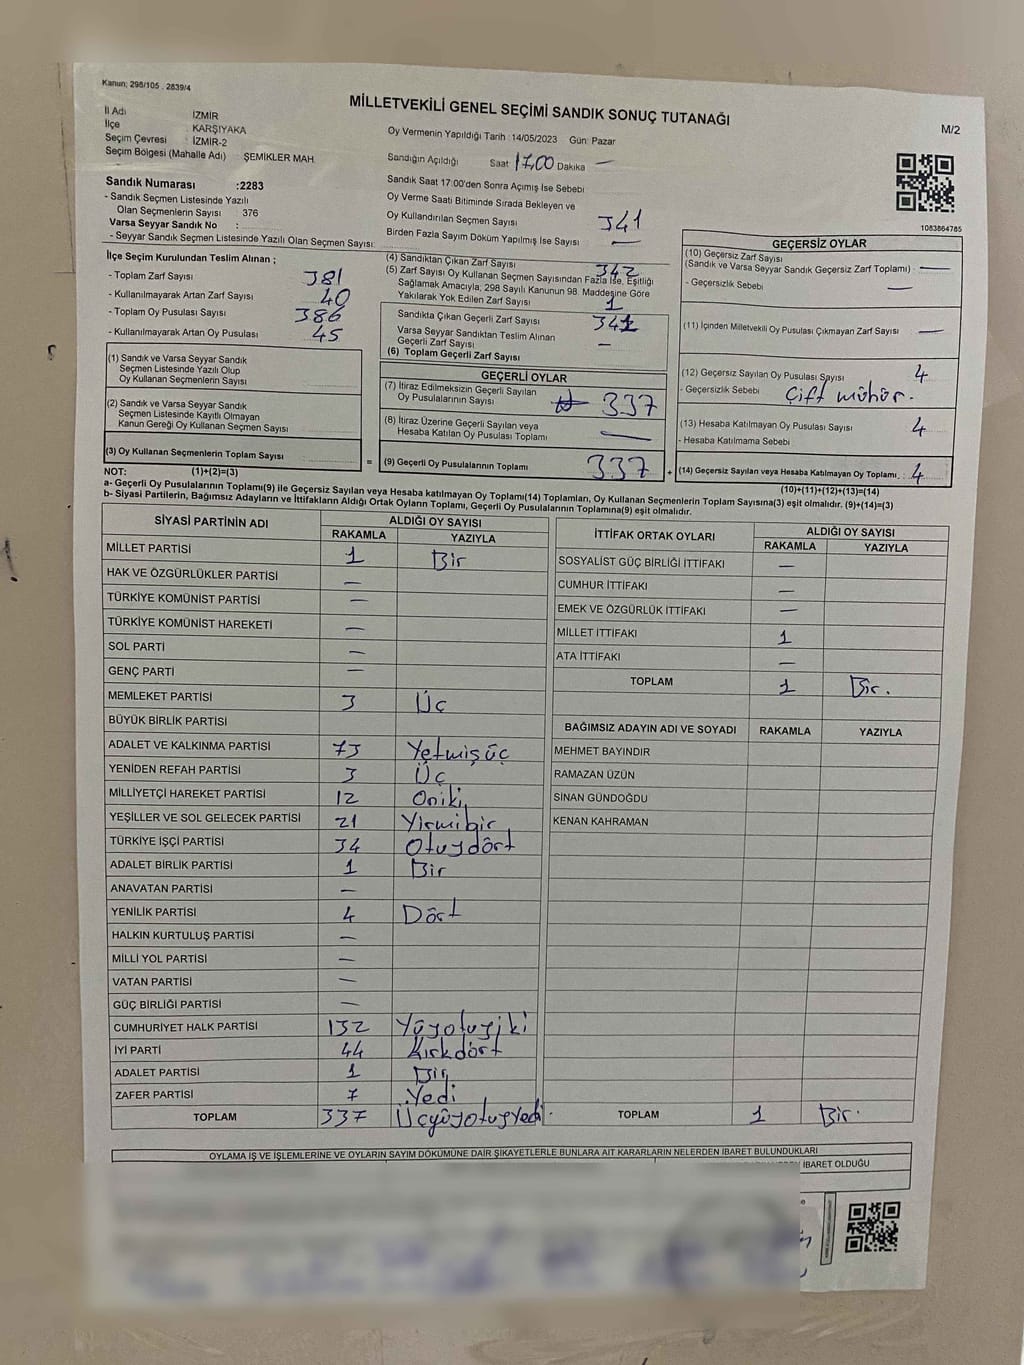 Kanun; 298/105 , 2839/4
MİLLETVEKİLİ GENEL SEÇİMİ SANDIK SONUÇ TUTANAĞI
M/2
İl Adı İZMİR
İlçe KARŞIYAKA
Seçim Çevresi : İZMİR-2
Seçim Bölgesi (Mahalle Adı) ŞEMİKLER MAH.
Sandık Numarası :2283
- Sandık Seçmen Listesinde Yazılı
Olan Seçmenlerin Sayısı : 376
Varsa Seyyar Sandık No :
- Seyyar Sandık Seçmen Listesinde Yazılı Olan Seçmen Sayısı:
Oy Vermenin Yapıldığı Tarih : 14/05/2023 Gün: Pazar
Sandığın Açıldığı Saat 17,00 Dakika —
Sandık Saat 17:00'den Sonra Açımış İse Sebebi
Oy Verme Saati Bitiminde Sırada Bekleyen ve
Oy Kullandırılan Seçmen Sayısı 341
Birden Fazla Sayım Döküm Yapılmış İse Sayısı —
1083864785
İlçe Seçim Kurulundan Teslim Alınan ;
- Toplam Zarf Sayısı 381
- Kullanılmayarak Artan Zarf Sayısı 40
- Toplam Oy Pusulası Sayısı 386
- Kullanılmayarak Artan Oy Pusulası 45
(1) Sandık ve Varsa Seyyar Sandık
Seçmen Listesinde Yazılı Olup
Oy Kullanan Seçmenlerin Sayısı
(2) Sandık ve Varsa Seyyar Sandık
Seçmen Listesinde Kayıtlı Olmayan
Kanun Gereği Oy Kullanan Seçmen Sayısı
(3) Oy Kullanan Seçmenlerin Toplam Sayısı
(1)+(2)=(3)
(4) Sandıktan Çıkan Zarf Sayısı 342
(5) Zarf Sayısı Oy Kullanan Seçmen Sayısından Fazla İse, Eşitliği
Sağlamak Amacıyla, 298 Sayılı Kanunun 98. Maddesine Göre
Yakılarak Yok Edilen Zarf Sayısı 1
Sandıkta Çıkan Geçerli Zarf Sayısı 341
Varsa Seyyar Sandıktan Teslim Alınan
Geçerli Zarf Sayısı —
(6) Toplam Geçerli Zarf Sayısı
GEÇERLİ OYLAR
(7) İtiraz Edilmeksizin Geçerli Sayılan
Oy Pusulalarının Sayısı 337
(8) İtiraz Üzerine Geçerli Sayılan veya
Hesaba Katılan Oy Pusulası Toplamı —
= (9) Geçerli Oy Pusulalarının Toplamı 337 +
GEÇERSİZ OYLAR
(10) Geçersiz Zarf Sayısı
(Sandık ve Varsa Seyyar Sandık Geçersiz Zarf Toplamı) : —
- Geçersizlik Sebebi —
(11) İçinden Milletvekili Oy Pusulası Çıkmayan Zarf Sayısı —
(12) Geçersiz Sayılan Oy Pusulası Sayısı 4
- Geçersizlik Sebebi Çift mühür.
(13) Hesaba Katılmayan Oy Pusulası Sayısı 4
- Hesaba Katılmama Sebebi
(14) Geçersiz Sayılan veya Hesaba Katılmayan Oy Toplamı : 4
(10)+(11)+(12)+(13)=(14)
NOT:
a- Geçerli Oy Pusulalarının Toplamı(9) ile Geçersiz Sayılan veya Hesaba katılmayan Oy Toplamı(14) Toplamları, Oy Kullanan Seçmenlerin Toplam Sayısına(3) eşit olmalıdır. (9)+(14)=(3)
b- Siyasi Partilerin, Bağımsız Adayların ve İttifakların Aldığı Ortak Oyların Toplamı, Geçerli Oy Pusulalarının Toplamına(9) eşit olmalıdır.
SİYASİ PARTİNİN ADI ALDIĞI OY SAYISI
RAKAMLA YAZIYLA
MİLLET PARTİSİ 1 Bir
HAK VE ÖZGÜRLÜKLER PARTİSİ —
TÜRKİYE KOMÜNİST PARTİSİ —
TÜRKİYE KOMÜNİST HAREKETİ —
SOL PARTİ —
GENÇ PARTİ —
MEMLEKET PARTİSİ 3 Üç
BÜYÜK BİRLİK PARTİSİ
ADALET VE KALKINMA PARTİSİ 73 Yetmişüç
YENİDEN REFAH PARTİSİ 3 Üç
MİLLİYETÇİ HAREKET PARTİSİ 12 Oniki
YEŞİLLER VE SOL GELECEK PARTİSİ 21 Yirmibir
TÜRKİYE İŞÇİ PARTİSİ 34 Otuzdört
ADALET BİRLİK PARTİSİ 1 Bir
ANAVATAN PARTİSİ —
YENİLİK PARTİSİ 4 Dört
HALKIN KURTULUŞ PARTİSİ —
MİLLİ YOL PARTİSİ —
VATAN PARTİSİ —
GÜÇ BİRLİĞİ PARTİSİ —
CUMHURİYET HALK PARTİSİ 132 Yüzotuziki
İYİ PARTİ 44 Kırkdört
ADALET PARTİSİ 1 Bir
ZAFER PARTİSİ 7 Yedi
TOPLAM 337 Üçyüzotuzyedi.
İTTİFAK ORTAK OYLARI ALDIĞI OY SAYISI
RAKAMLA YAZIYLA
SOSYALİST GÜÇ BİRLİĞİ İTTİFAKI —
CUMHUR İTTİFAKI —
EMEK VE ÖZGÜRLÜK İTTİFAKI —
MİLLET İTTİFAKI 1
ATA İTTİFAKI —
TOPLAM 1 Bir.
BAĞIMSIZ ADAYIN ADI VE SOYADI RAKAMLA YAZIYLA
MEHMET BAYINDIR
RAMAZAN ÜZÜN
SİNAN GÜNDOĞDU
KENAN KAHRAMAN
TOPLAM 1 Bir.
OYLAMA İŞ VE İŞLEMLERİNE VE OYLARIN SAYIM DÖKÜMÜNE DAİR ŞİKAYETLERLE BUNLARA AİT KARARLARIN NELERDEN İBARET BULUNDUKLARI
İBARET OLDUĞU